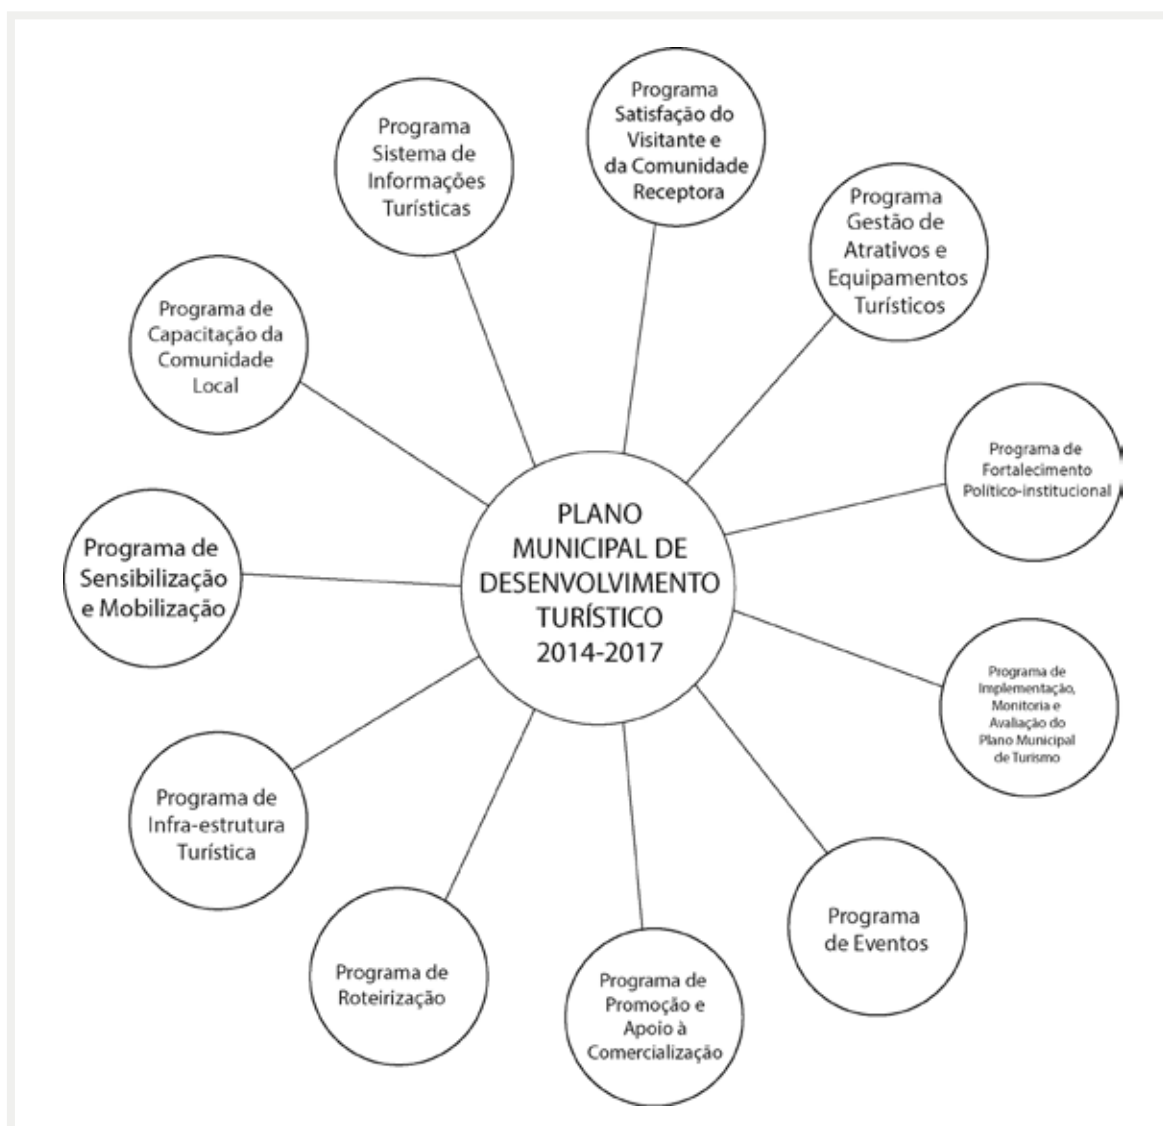 Programa
Satisfação do
Visitante e
da Comunidade
Receptora
Programa
Sistema de
Informações
Turísticas
Programa
Gestão de
Atrativos e
Equipamentos
Turísticos
Programa de
Capacitação da
Comunidade
Local
Programa de
Fortalecimento
Político-institucional
PLANO
MUNICIPAL DE
DESENVOLVIMENTO
TURÍSTICO
2014-2017
Programa de
Sensibilização
e Mobilização
Programa de
Implementação,
Monitoria e
Avaliação do
Plano Municipal
de Turismo
Programa de
Infra-estrutura
Turística
Programa
de Eventos
Programa de
Roteirização
Programa de
Promoção e
Apoio à
Comercialização